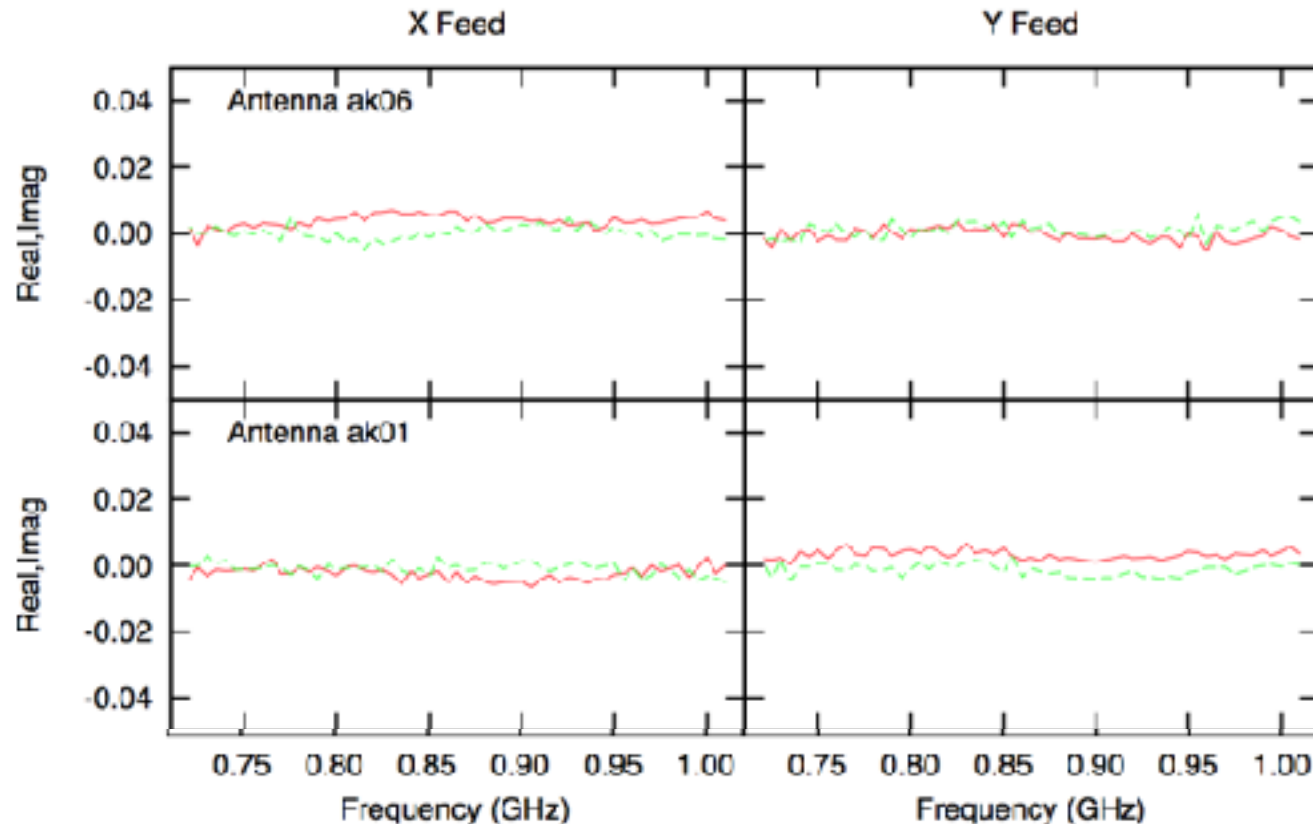 X Feed Y Feed
Antenna ak06
Real,Imag
0.04
0.02
0.00
-0.02
-0.04
Antenna ak01
Real,Imag
0.04
0.02
0.00
-0.02
-0.04
0.75 0.80 0.85 0.90 0.95 1.00 0.75 0.80 0.85 0.90 0.95 1.00
Frequency (GHz) Frequency (GHz)